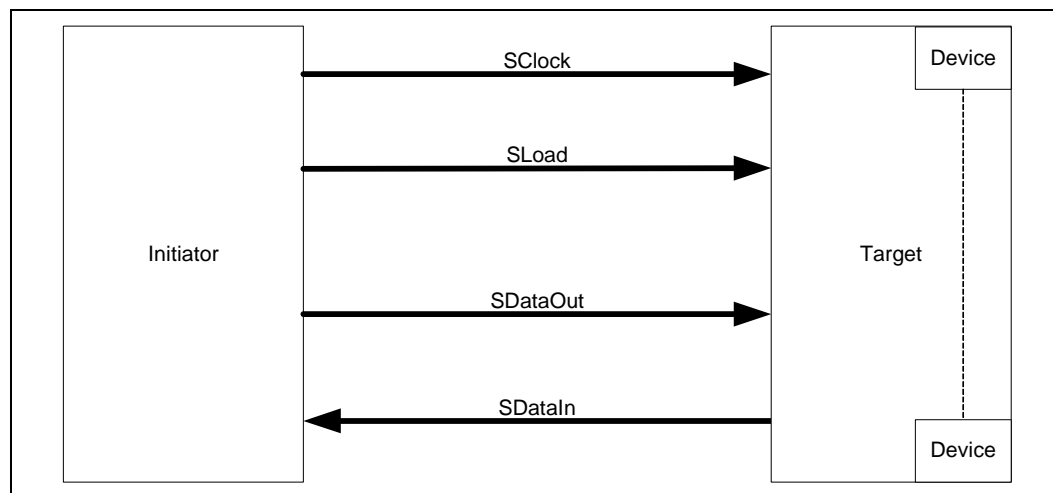 SClock
Device
SLoad
Initiator
Target
SDataOut
SDataIn
Device